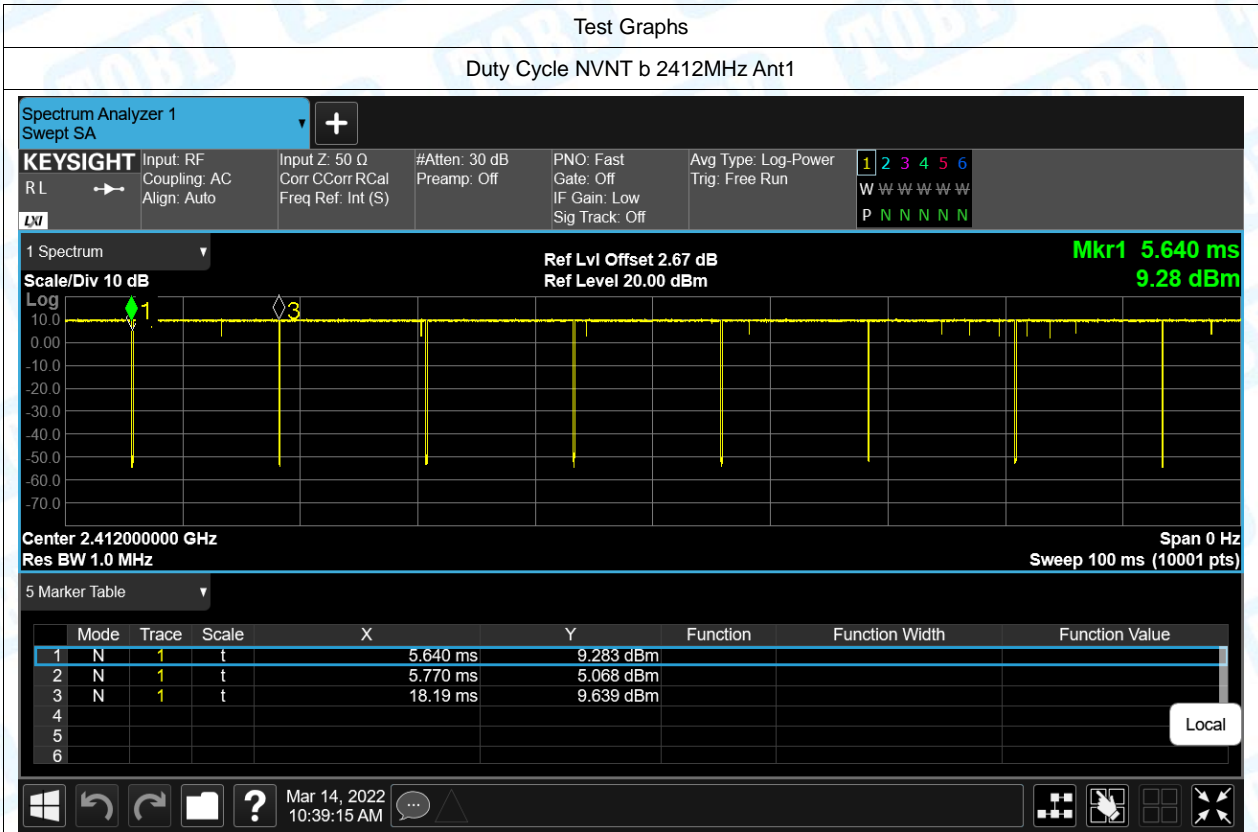 Test Graphs
Duty Cycle NVNT b 2412MHz Ant1
Spectrum Analyzer 1
Swept SA
KEYSIGHT
RL
LXI
Input: RF
Coupling: AC
Align: Auto
Input Z: 50 Ω
Corr CCorr RCal
Freq Ref: Int (S)
#Atten: 30 dB
Preamp: Off
PNO: Fast
Gate: Off
IF Gain: Low
Sig Track: Off
Avg Type: Log-Power
Trig: Free Run
1 2 3 4 5 6
W W W W W W
P N N N N N
1 Spectrum
Scale/Div 10 dB
Ref Lvl Offset 2.67 dB
Ref Level 20.00 dBm
Mkr1 5.640 ms
9.28 dBm
Log
1
3
10.0
0.00
-10.0
-20.0
-30.0
-40.0
-50.0
-60.0
-70.0
Center 2.412000000 GHz
Span 0 Hz
Res BW 1.0 MHz
Sweep 100 ms (10001 pts)
5 Marker Table
Mode Trace Scale X Y Function Function Width Function Value
1 N 1 t 5.640 ms 9.283 dBm
2 N 1 t 5.770 ms 5.068 dBm
3 N 1 t 18.19 ms 9.639 dBm
4
5
6
Local
?
Mar 14, 2022
10:39:15 AM
TOBY